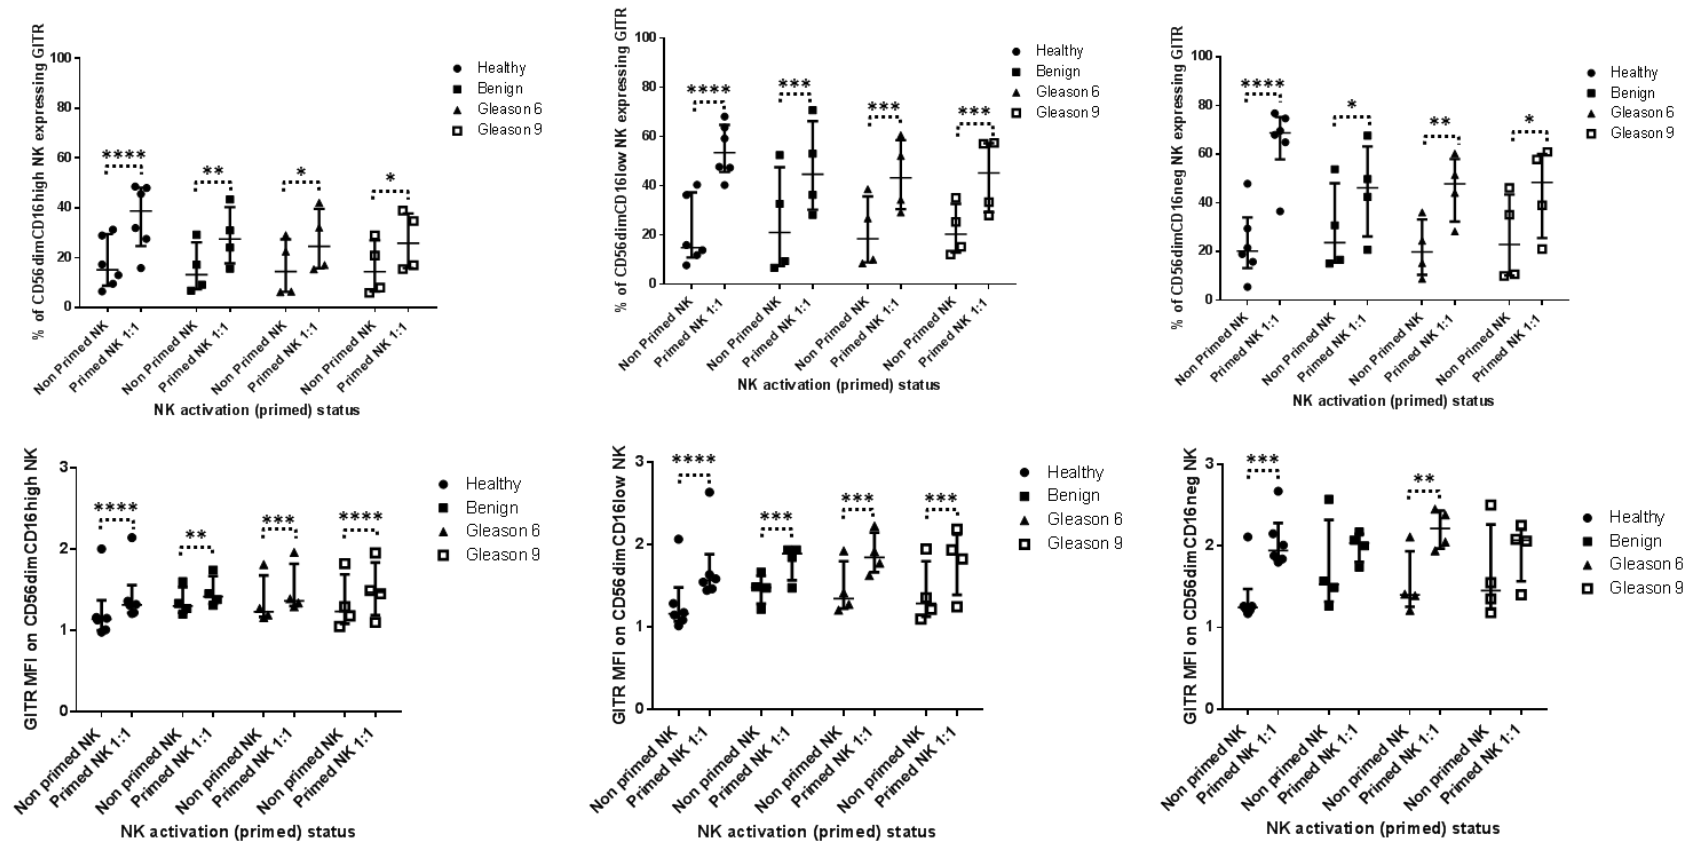 % of CD56dimCD16high NK expressing GITR
100
80
60
40
20
0
**** ** * *
Healthy
Benign
Gleason 6
Gleason 9
Non Primed NK
Primed NK 1:1
Non Primed NK
Primed NK 1:1
Non Primed NK
Primed NK 1:1
Non Primed NK
Primed NK 1:1
NK activation (primed) status
% of CD56dimCD16low NK expressing GITR
100
80
60
40
20
0
**** *** *** ***
Healthy
Benign
Gleason 6
Gleason 9
Non Primed NK
Primed NK 1:1
Non Primed NK
Primed NK 1:1
Non Primed NK
Primed NK 1:1
Non Primed NK
Primed NK 1:1
NK activation (primed) status
% of CD56dimCD16neg NK expressing GITR
100
80
60
40
20
0
**** * ** *
Healthy
Benign
Gleason 6
Gleason 9
Non Primed NK
Primed NK 1:1
Non Primed NK
Primed NK 1:1
Non Primed NK
Primed NK 1:1
Non Primed NK
Primed NK 1:1
NK activation (primed) status
GITR MFI on CD56dimCD16high NK
3
2
1
0
**** ** *** ****
Healthy
Benign
Gleason 6
Gleason 9
Non primed NK
Primed NK 1:1
Non primed NK
Primed NK 1:1
Non primed NK
Primed NK 1:1
Non primed NK
Primed NK 1:1
NK activation (primed) status
GITR MFI on CD56dimCD16low NK
3
2
1
0
**** *** *** ***
Healthy
Benign
Gleason 6
Gleason 9
Non primed NK
Primed NK 1:1
Non primed NK
Primed NK 1:1
Non primed NK
Primed NK 1:1
Non primed NK
Primed NK 1:1
NK activation (primed) status
GITR MFI on CD56dimCD16neg NK
3
2
1
0
*** **
Healthy
Benign
Gleason 6
Gleason 9
Non primed NK
Primed NK 1:1
Non primed NK
Primed NK 1:1
Non primed NK
Primed NK 1:1
Non primed NK
Primed NK 1:1
NK activation (primed) status